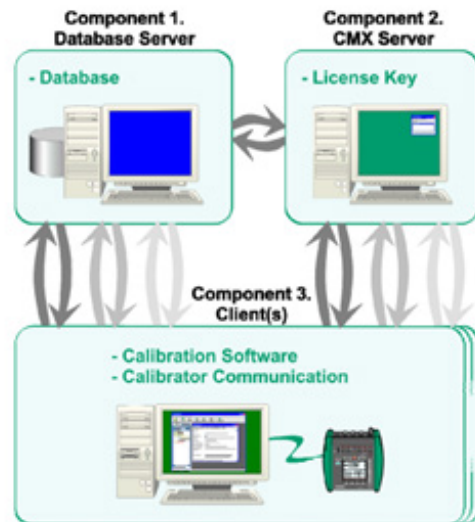 Component 1.
Database Server
Component 2.
CMX Server
- Database
- License Key
Component 3.
Client(s)
- Calibration Software
- Calibrator Communication